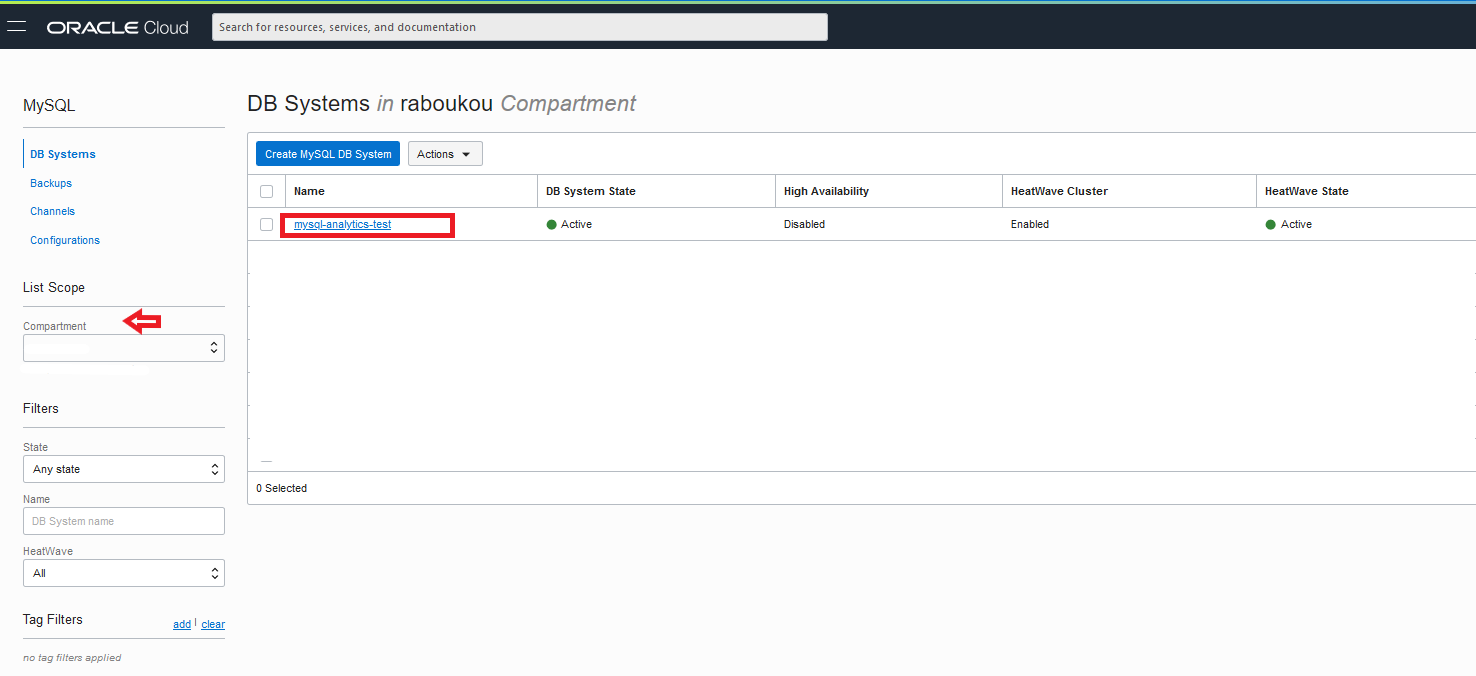 ORACLE Cloud
Search for resources, services, and documentation
MySQL
DB Systems
Backups
Channels
Configurations
List Scope
Compartment
Filters
State
Any state
Name
DB System name
HeatWave
All
Tag Filters add | clear
no tag filters applied
DB Systems in raboukou Compartment
Create MySQL DB System Actions
Name DB System State High Availability HeatWave Cluster HeatWave State
mysql-analytics-test Active Disabled Enabled Active
0 Selected